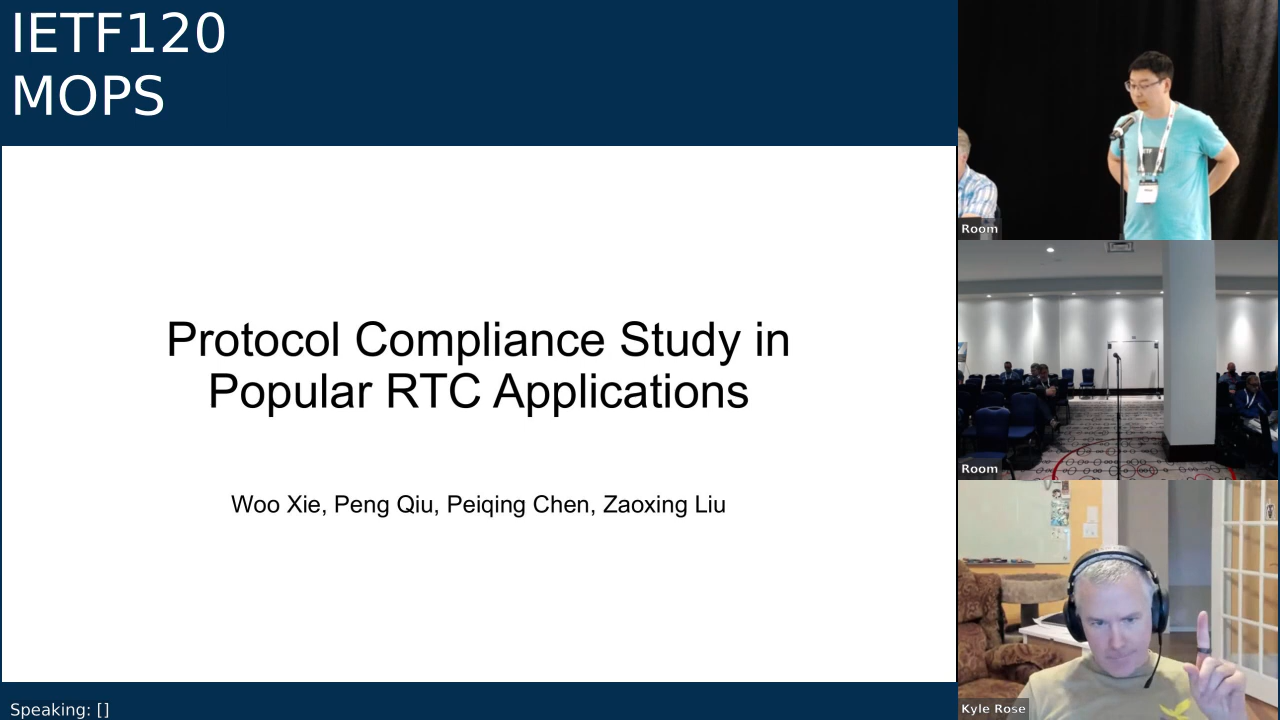 IETF120
MOPS
Protocol Compliance Study in
Popular RTC Applications
Woo Xie, Peng Qiu, Peiqing Chen, Zaoxing Liu
Speaking: []
Room
Room
Kyle Rose